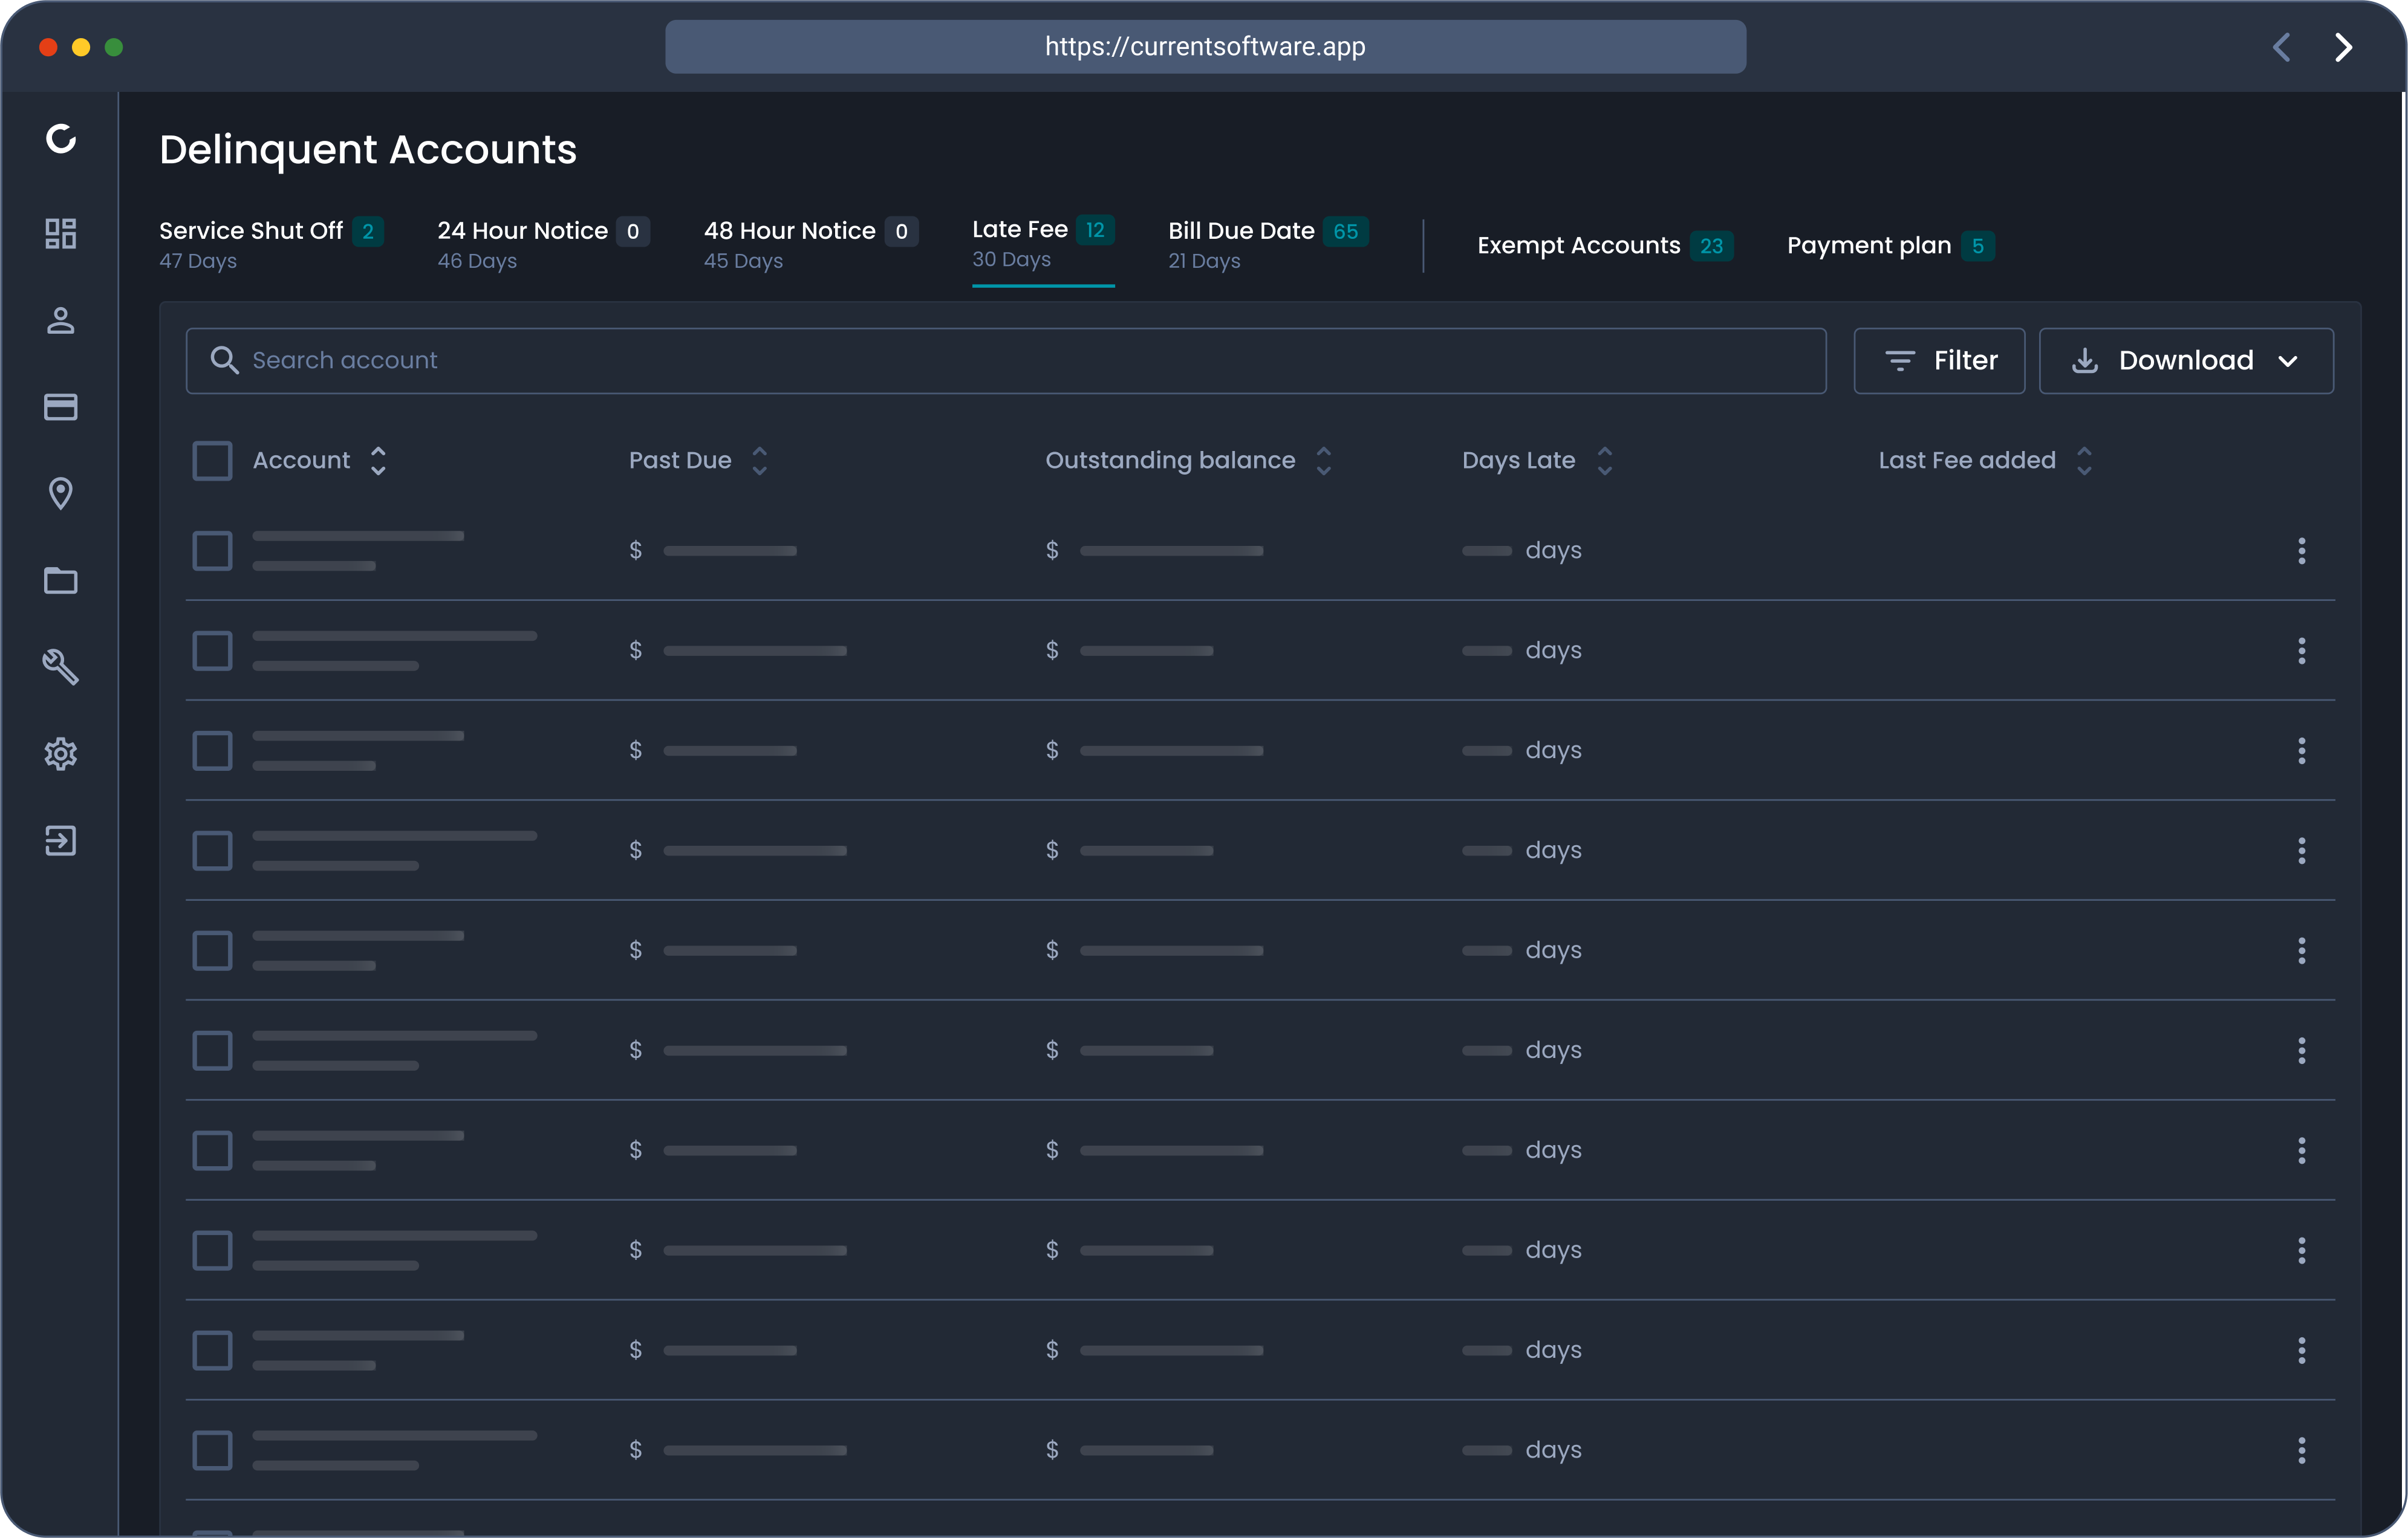 https://currentsoftware.app
Delinquent Accounts
Service Shut Off 2
47 Days
24 Hour Notice 0
46 Days
48 Hour Notice 0
45 Days
Late Fee 12
30 Days
Bill Due Date 65
21 Days
Exempt Accounts 23
Payment plan 5
Search account
Filter
Download
Account Past Due Outstanding balance Days Late Last Fee added
$ $ days
$ $ days
$ $ days
$ $ days
$ $ days
$ $ days
$ $ days
$ $ days
$ $ days
$ $ days